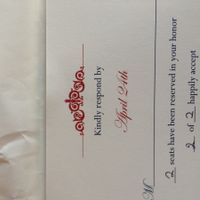 Kindly respond by
April 24th
M
2 seats have been reserved in your honor
2 of 2 happily accept